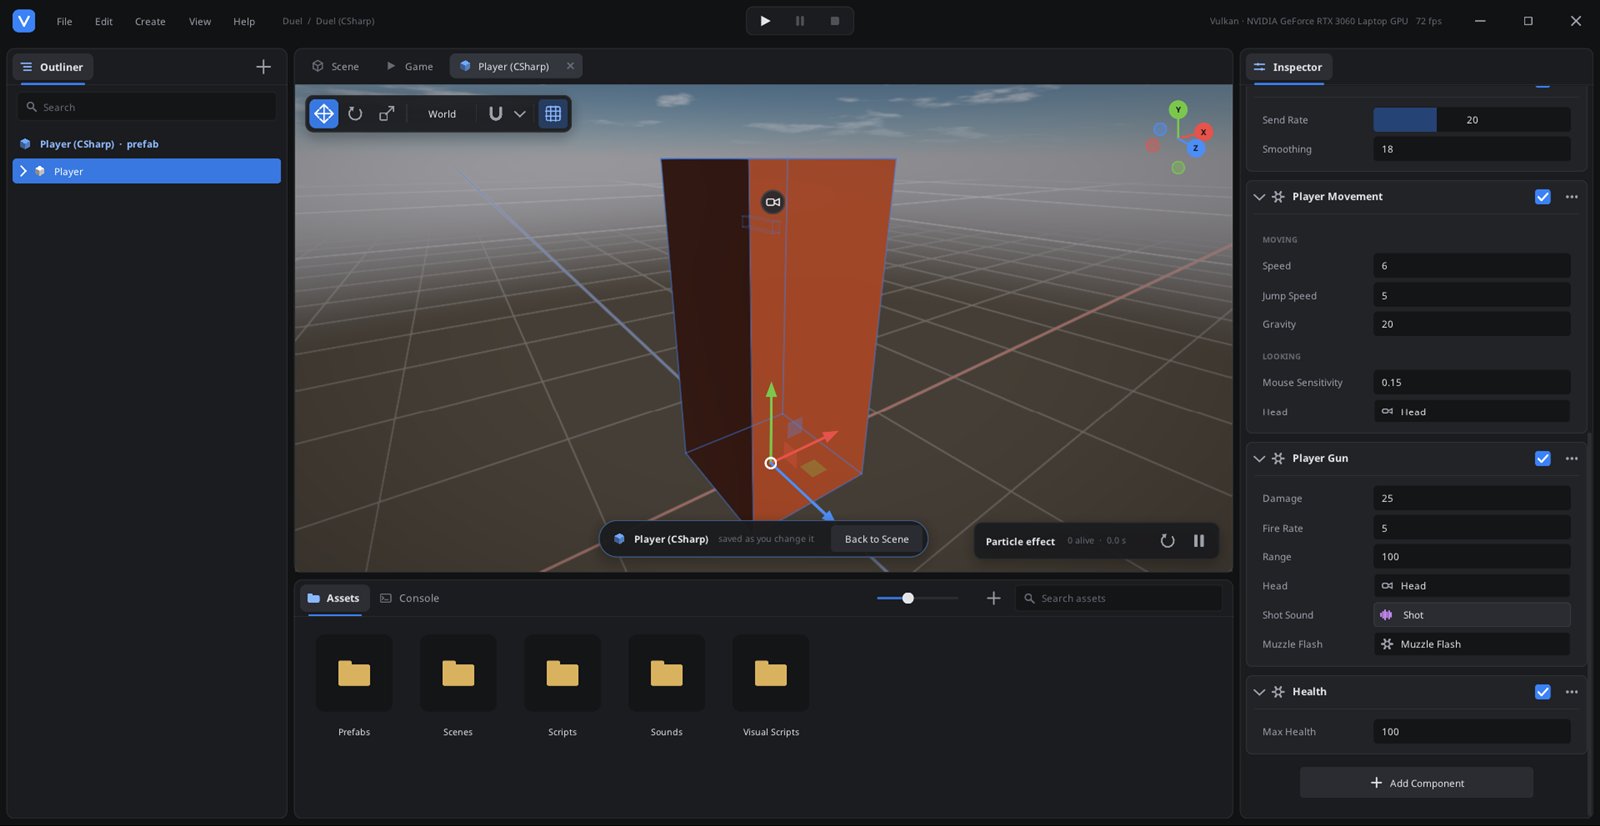 File Edit Create View Help Duel / Duel (CSharp)
Vulkan · NVIDIA GeForce RTX 3060 Laptop GPU 72 fps
Outliner
Search
Player (CSharp) · prefab
Player
Scene Game Player (CSharp)
World
Y
X
Z
Player (CSharp) saved as you change it Back to Scene
Particle effect 0 alive · 0.0 s
Assets Console
Search assets
Prefabs Scenes Scripts Sounds Visual Scripts
Inspector
Send Rate 20
Smoothing 18
Player Movement
MOVING
Speed 6
Jump Speed 5
Gravity 20
LOOKING
Mouse Sensitivity 0.15
Head Head
Player Gun
Damage 25
Fire Rate 5
Range 100
Head Head
Shot Sound Shot
Muzzle Flash Muzzle Flash
Health
Max Health 100
Add Component